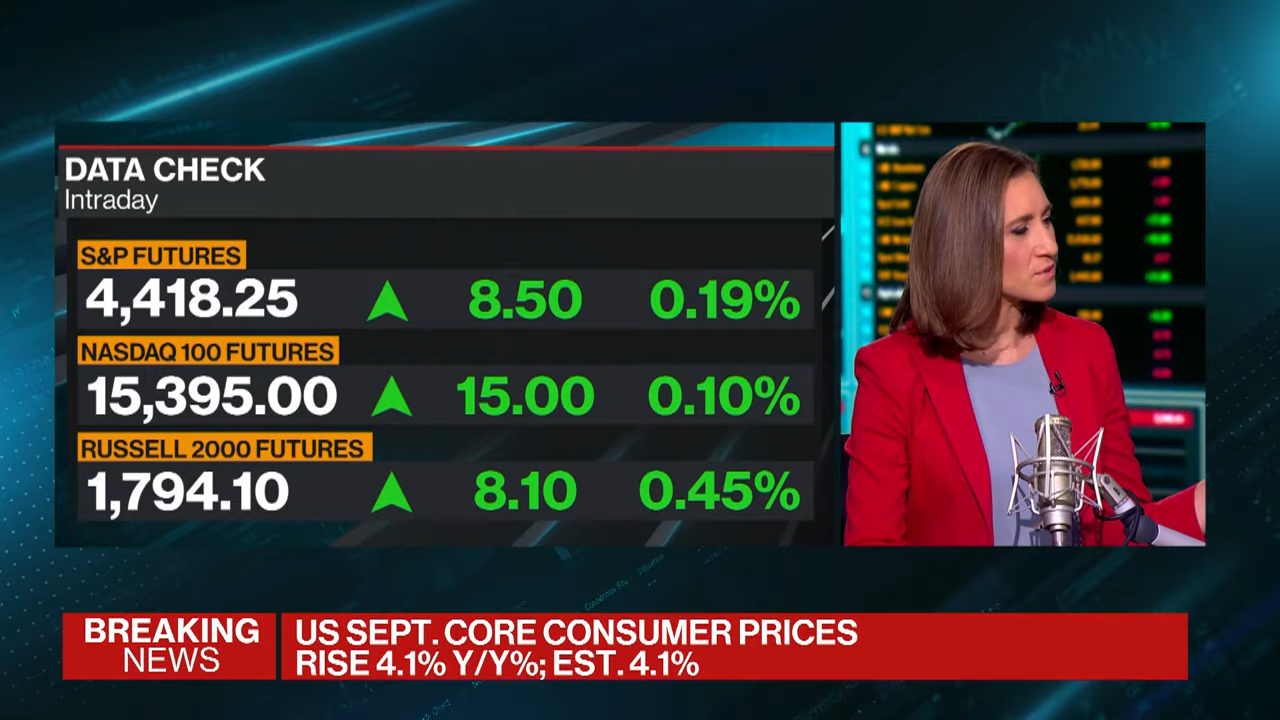 DATA CHECK
Intraday
S&P FUTURES
4,418.25 8.50 0.19%
NASDAQ 100 FUTURES
15,395.00 15.00 0.10%
RUSSELL 2000 FUTURES
1,794.10 8.10 0.45%
BREAKING
NEWS
US SEPT. CORE CONSUMER PRICES
RISE 4.1% Y/Y%; EST. 4.1%